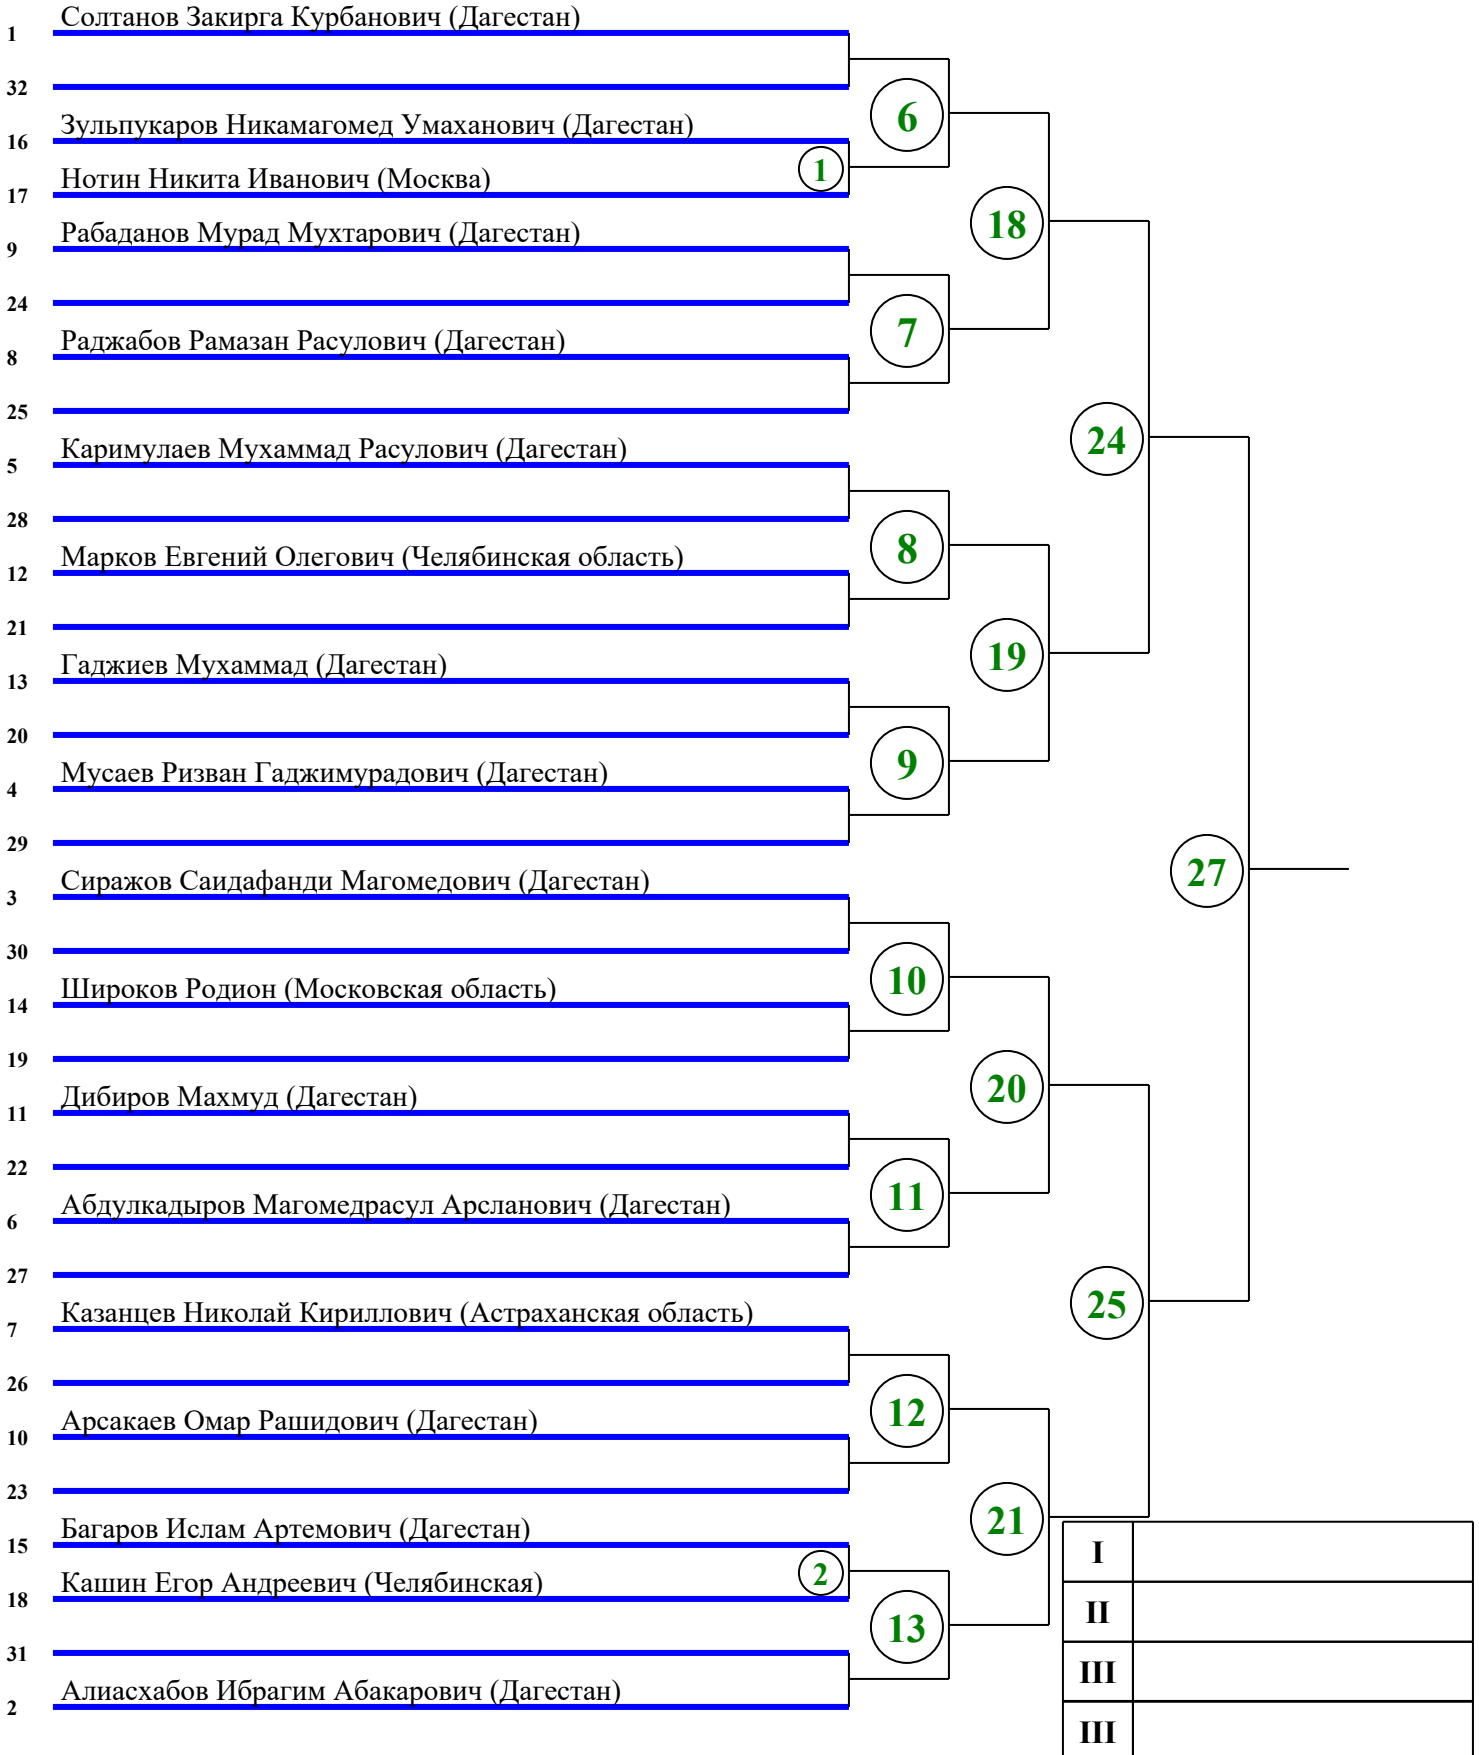 Солтанов Закирга Курбанович (Дагестан)
1
32
6
Зульпукаров Никамагомед Умаханович (Дагестан)
16
1
Нотин Никита Иванович (Москва)
17
18
Рабаданов Мурад Мухтарович (Дагестан)
9
24
7
Раджабов Рамазан Расулович (Дагестан)
8
25
24
Каримулаев Мухаммад Расулович (Дагестан)
5
28
8
Марков Евгений Олегович (Челябинская область)
12
21
19
Гаджиев Мухаммад (Дагестан)
13
20
9
Мусаев Ризван Гаджимурадович (Дагестан)
4
29
27
Сиражов Саидафанди Магомедович (Дагестан)
3
30
10
Широков Родион (Московская область)
14
19
20
Дибиров Махмуд (Дагестан)
11
22
11
Абдулкадыров Магомедрасул Арсланович (Дагестан)
6
27
25
Казанцев Николай Кириллович (Астраханская область)
7
26
12
Арсакаев Омар Рашидович (Дагестан)
10
23
21
Багаров Ислам Артемович (Дагестан)
15
I
2
Кашин Егор Андреевич (Челябинская)
18
II
13
31
III
Алиасхабов Ибрагим Абакарович (Дагестан)
2
III